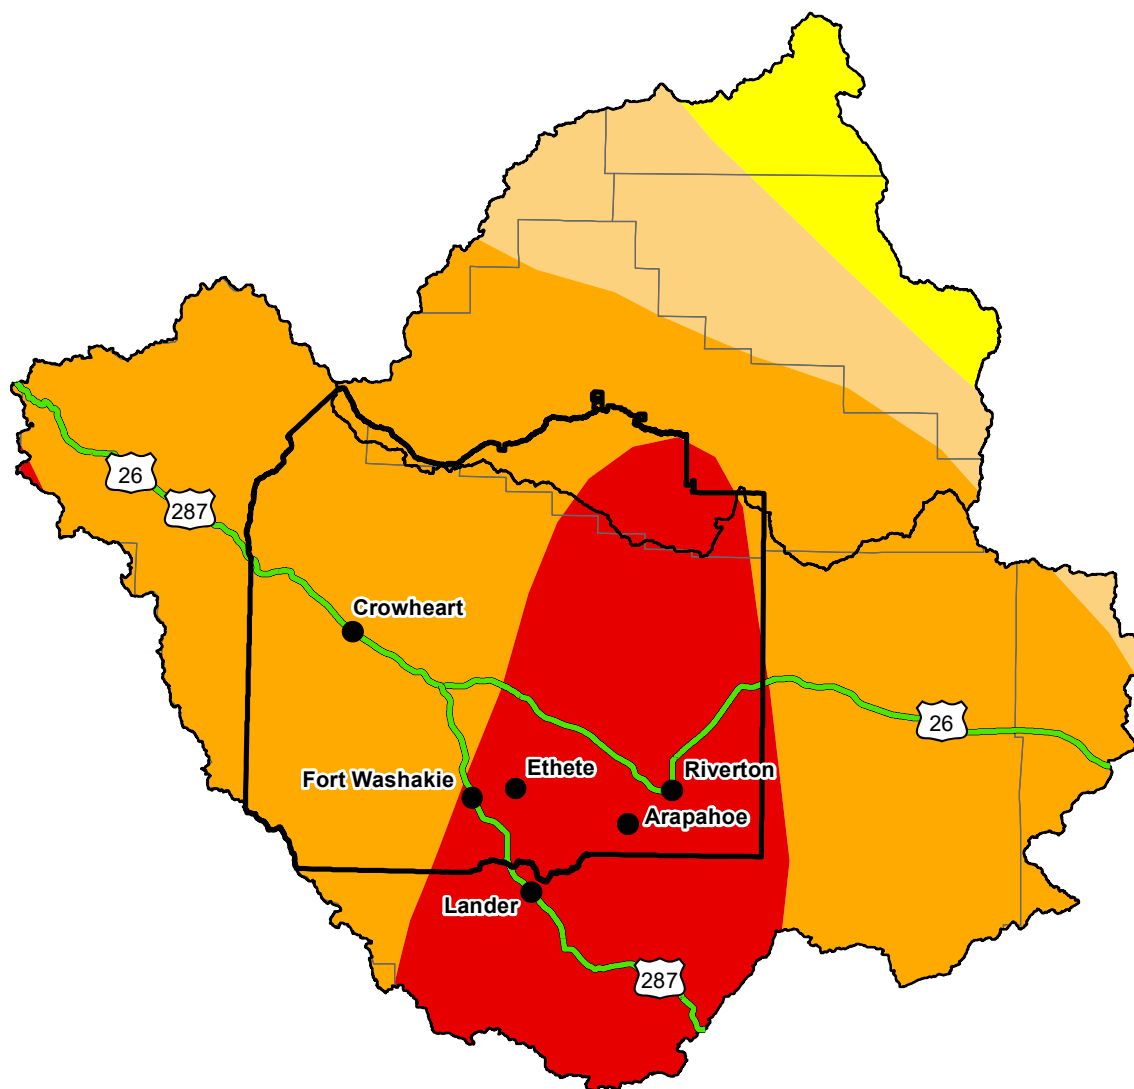 26
287
Crowheart
26
Ethete
Riverton
Fort Washakie
Arapahoe
Lander
287